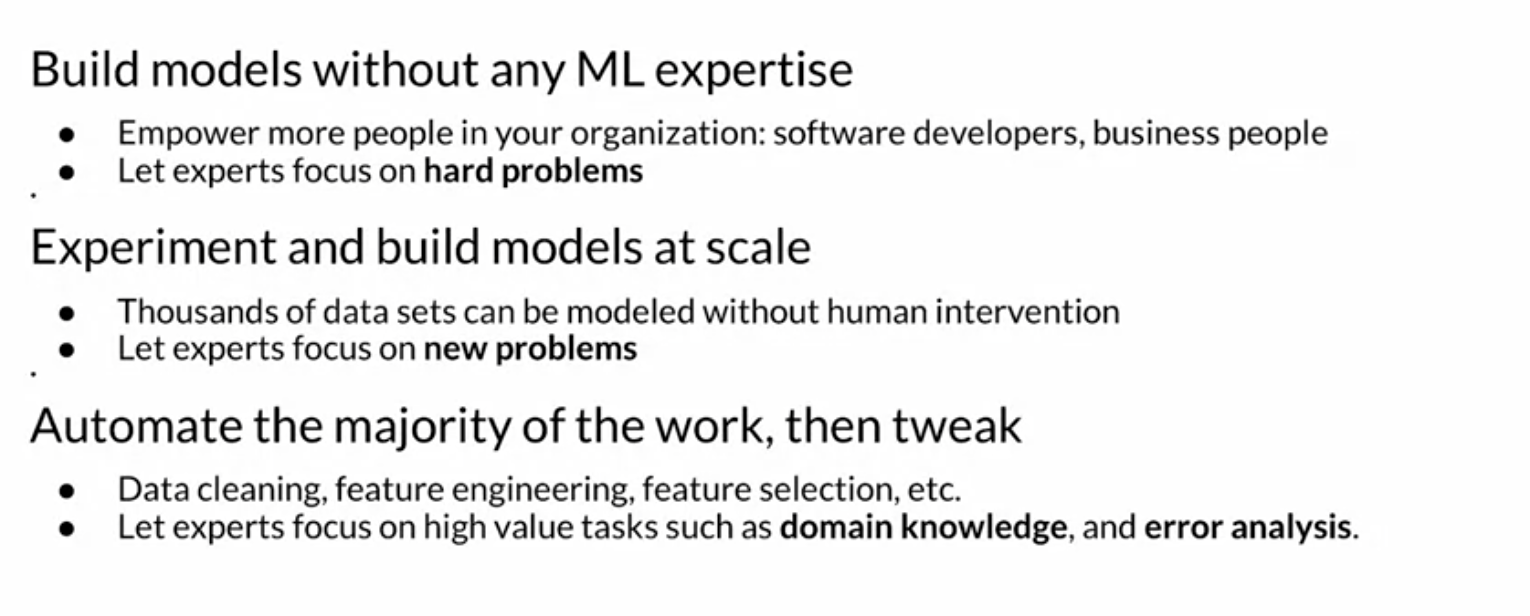 Build models without any ML expertise
● Empower more people in your organization: software developers, business people
● Let experts focus on hard problems
.
Experiment and build models at scale
● Thousands of data sets can be modeled without human intervention
● Let experts focus on new problems
.
Automate the majority of the work, then tweak
● Data cleaning, feature engineering, feature selection, etc.
● Let experts focus on high value tasks such as domain knowledge, and error analysis.